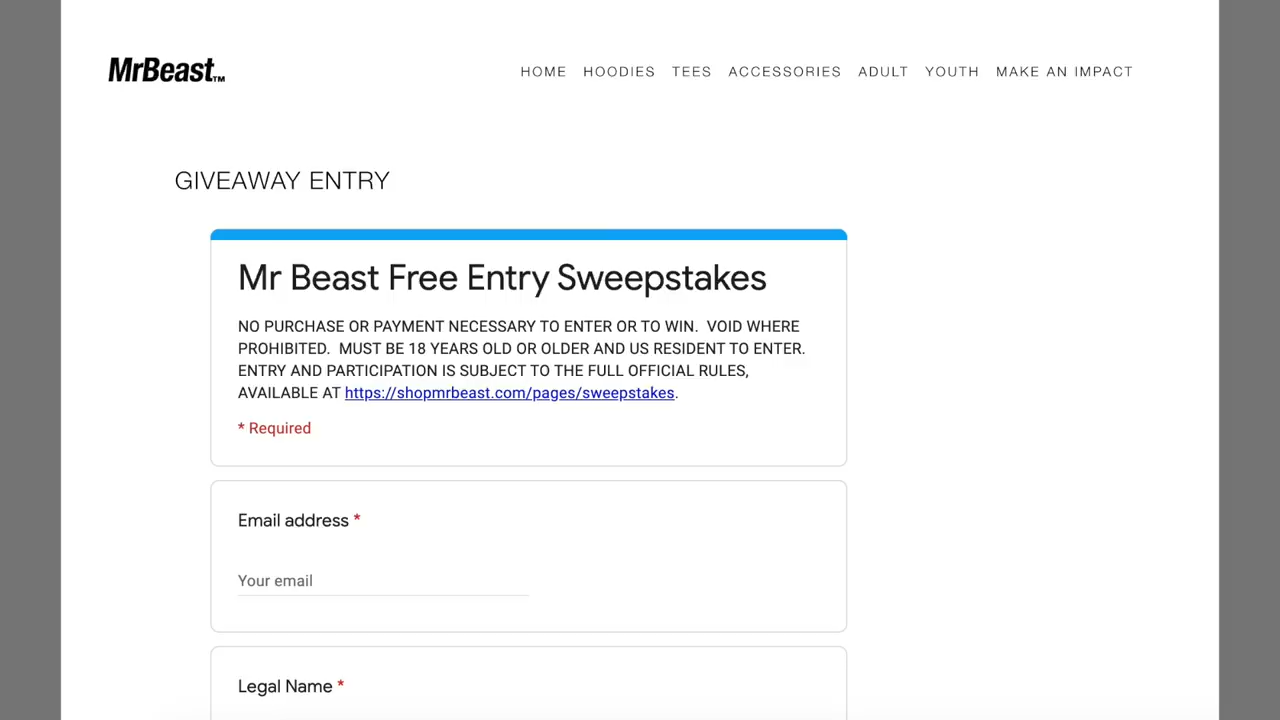 MrBeast™
HOME HOODIES TEES ACCESSORIES ADULT YOUTH MAKE AN IMPACT
GIVEAWAY ENTRY
Mr Beast Free Entry Sweepstakes
NO PURCHASE OR PAYMENT NECESSARY TO ENTER OR TO WIN. VOID WHERE
PROHIBITED. MUST BE 18 YEARS OLD OR OLDER AND US RESIDENT TO ENTER.
ENTRY AND PARTICIPATION IS SUBJECT TO THE FULL OFFICIAL RULES,
AVAILABLE AT https://shopmrbeast.com/pages/sweepstakes.
* Required
Email address *
Your email
Legal Name *